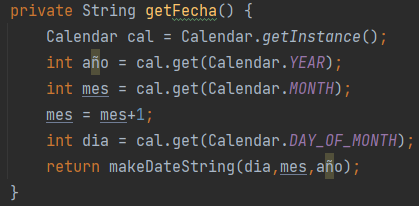 private String getFecha() {
Calendar cal = Calendar.getInstance();
int año = cal.get(Calendar.YEAR);
int mes = cal.get(Calendar.MONTH);
mes = mes+1;
int dia = cal.get(Calendar.DAY_OF_MONTH);
return makeDateString(dia,mes,año);
}